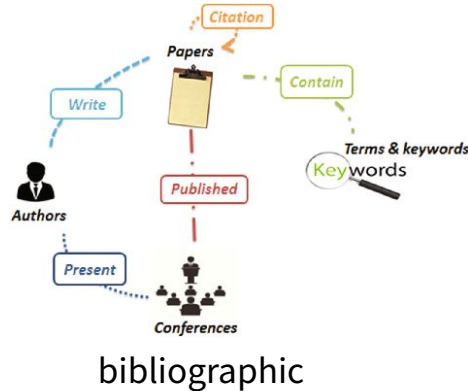 Citation
Papers
Write
Contain
Terms & keywords
Keywords
Published
Authors
Present
Conferences
bibliographic